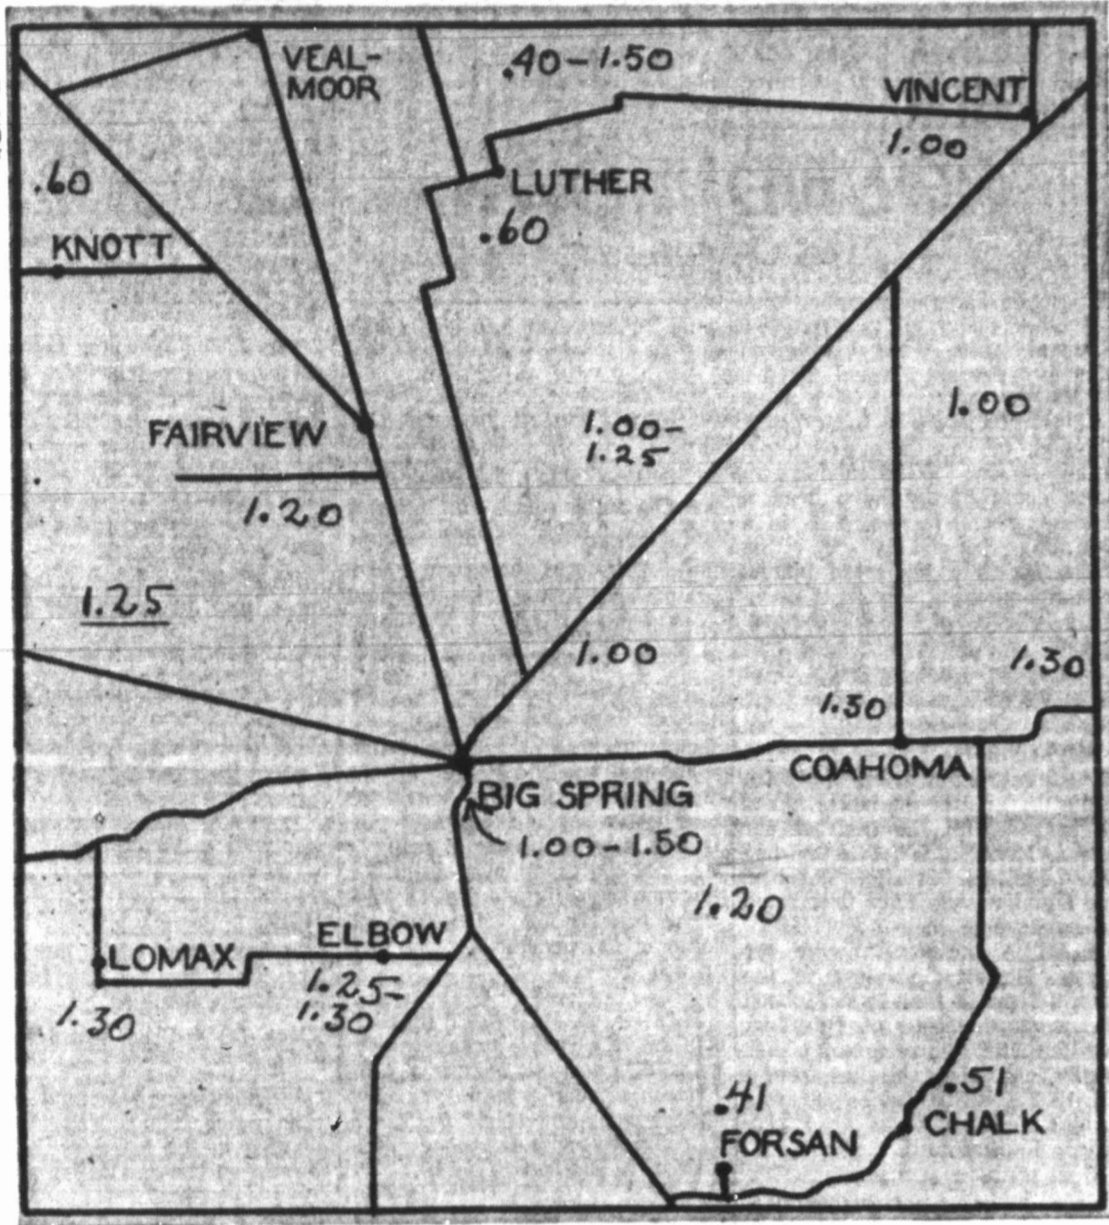 VEAL-
MOOR
.40-1.50
VINCENT
1.00
.60
LUTHER
.60
KNOTT
1.00
1.00-
1.25
FAIRVIEW
1.20
1.25
1.00
1.30
1.30
COAHOMA
BIG SPRING
1.00-1.50
1.20
ELBOW
LOMAX
1.25-
1.30
1.30
.51
.41
CHALK
FORSAN